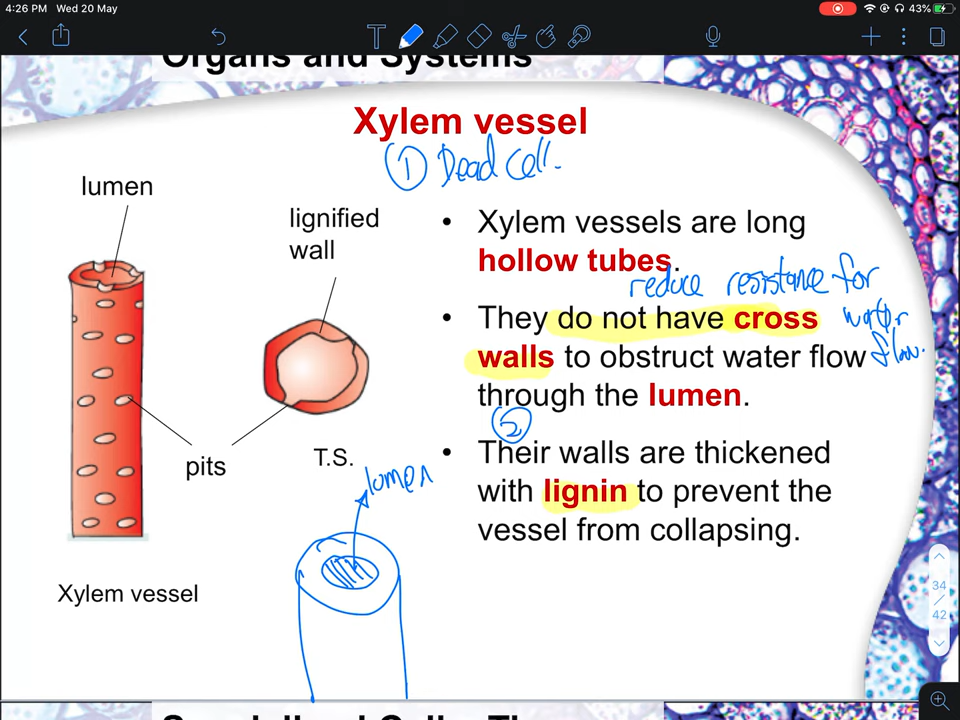 4:26 PM Wed 20 May
43%
Organs and Systems
Xylem vessel
① Dead Cell.
lumen
lignified
wall
pits
T.S.
Xylem vessel
lumen
• Xylem vessels are long
hollow tubes.
reduce resistance for
water
flow.
• They do not have cross
walls to obstruct water flow
through the lumen.
②
• Their walls are thickened
with lignin to prevent the
vessel from collapsing.
34
/
42